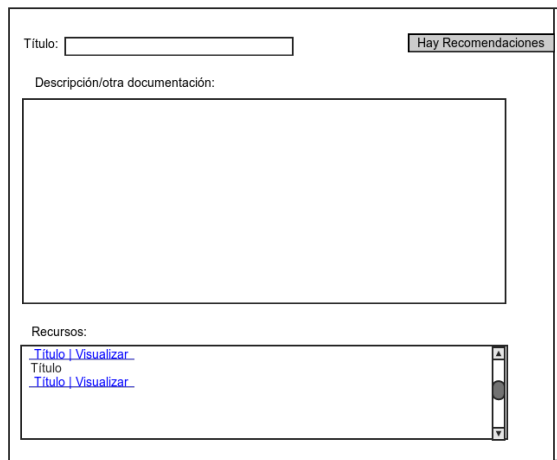 Título:
Hay Recomendaciones
Descripción/otra documentación:
Recursos:
Título | Visualizar
Título
Título | Visualizar